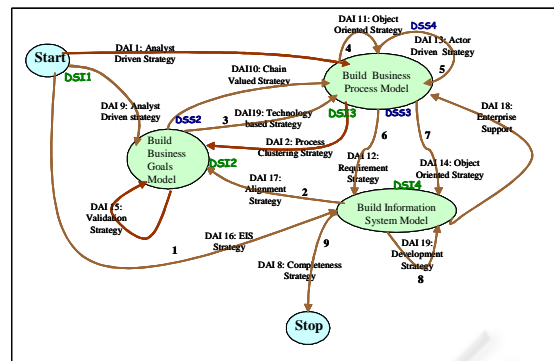 DAI 11: Object
Oriented Strategy
DSS4
DAI 13: Actor
Driven Strategy
4
5
Start
DSI1
DAI 1: Analyst
Driven Strategy
Build Business
Process Model
DSI3
DSS3
DAI10: Chain
Valued Strategy
DAI 9: Analyst
Driven strategy
DSS2
3
DAI19: Technology
based Strategy
DAI 18:
Enterprise
Support
Build
Business
Goals
Model
DSI2
DAI 2: Process
Clustering Strategy
6
7
DAI 12:
Requirement
Strategy
DAI 14: Object
Oriented Strategy
DSI4
DAI 17:
Alignment
Strategy
2
Build Information
System Model
DAI 15:
Validation
Strategy
1
DAI 16: EIS
Strategy
9
DAI 8: Completeness
Strategy
DAI 19:
Development
Strategy
8
Stop